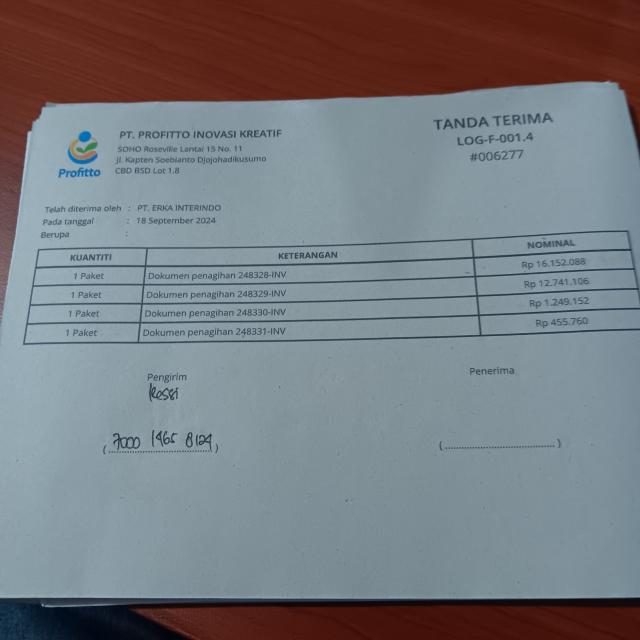 Profitto
PT. PROFITTO INOVASI KREATIF
SOHO Roseville Lantai 15 No. 11
Jl. Kapten Soebianto Djojohadikusumo
CBD BSD Lot 1.8
TANDA TERIMA
LOG-F-001.4
#006277
Telah diterima oleh : PT. ERKA INTERINDO
Pada tanggal : 18 September 2024
Berupa :
KUANTITI KETERANGAN NOMINAL
1 Paket Dokumen penagihan 248328-INV Rp 16.152.088
1 Paket Dokumen penagihan 248329-INV Rp 12.741.106
1 Paket Dokumen penagihan 248330-INV Rp 1.249.152
1 Paket Dokumen penagihan 248331-INV Rp 455.760
Pengirim Penerima
(7000 1465)
(..............................)